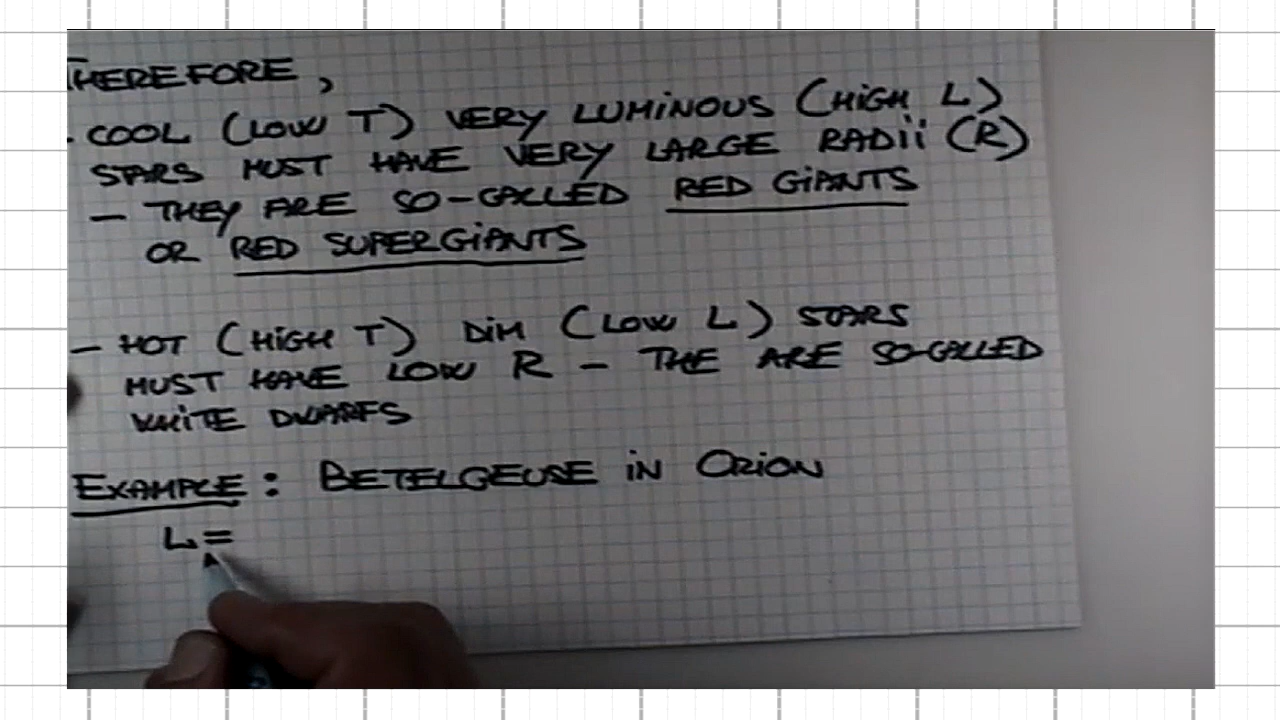 THEREFORE,
- COOL (LOW T) VERY LUMINOUS (HIGH L)
STARS MUST HAVE VERY LARGE RADII (R)
- THEY ARE SO-CALLED RED GIANTS
OR RED SUPERGIANTS
- HOT (HIGH T) DIM (LOW L) STARS
MUST HAVE LOW R - THE ARE SO-CALLED
WHITE DWARFS
EXAMPLE: BETELGEUSE IN ORION
L=